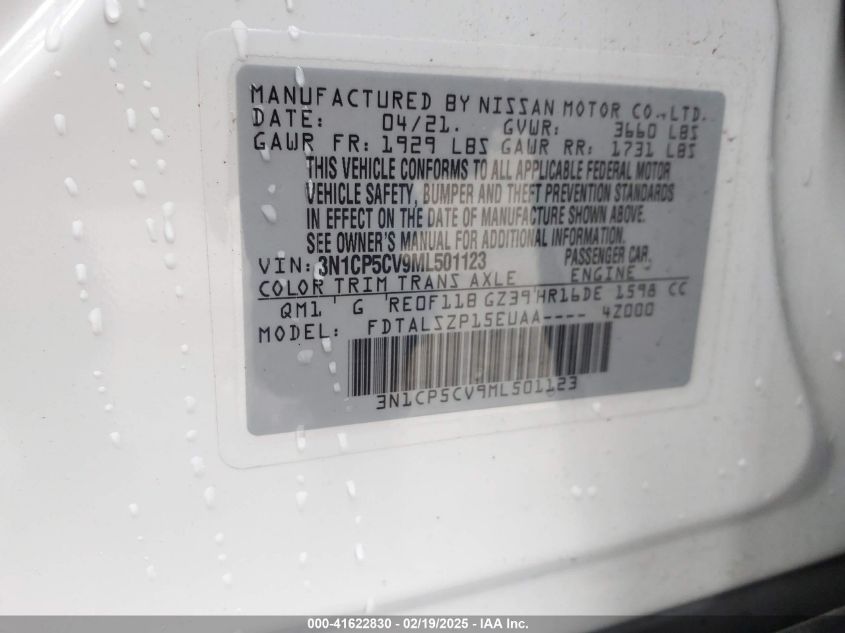 MANUFACTURED BY NISSAN MOTOR CO.,LTD.
DATE: 04/21. GVWR: 3660 LBS
GAWR FR: 1929 LBS GAWR RR: 1731 LBS
THIS VEHICLE CONFORMS TO ALL APPLICABLE FEDERAL MOTOR
VEHICLE SAFETY, BUMPER AND THEFT PREVENTION STANDARDS
IN EFFECT ON THE DATE OF MANUFACTURE SHOWN ABOVE.
SEE OWNER'S MANUAL FOR ADDITIONAL INFORMATION.
VIN: 3N1CP5CV9ML501123 PASSENGER CAR.
COLOR TRIM TRANS AXLE ENGINE
QM1 G RE0F11B GZ39 HR16DE 1598 CC
MODEL: FDTALSZP15EUAA---- 4Z000
3N1CP5CV9ML501123
000-41622830 - 02/19/2025 - IAA Inc.